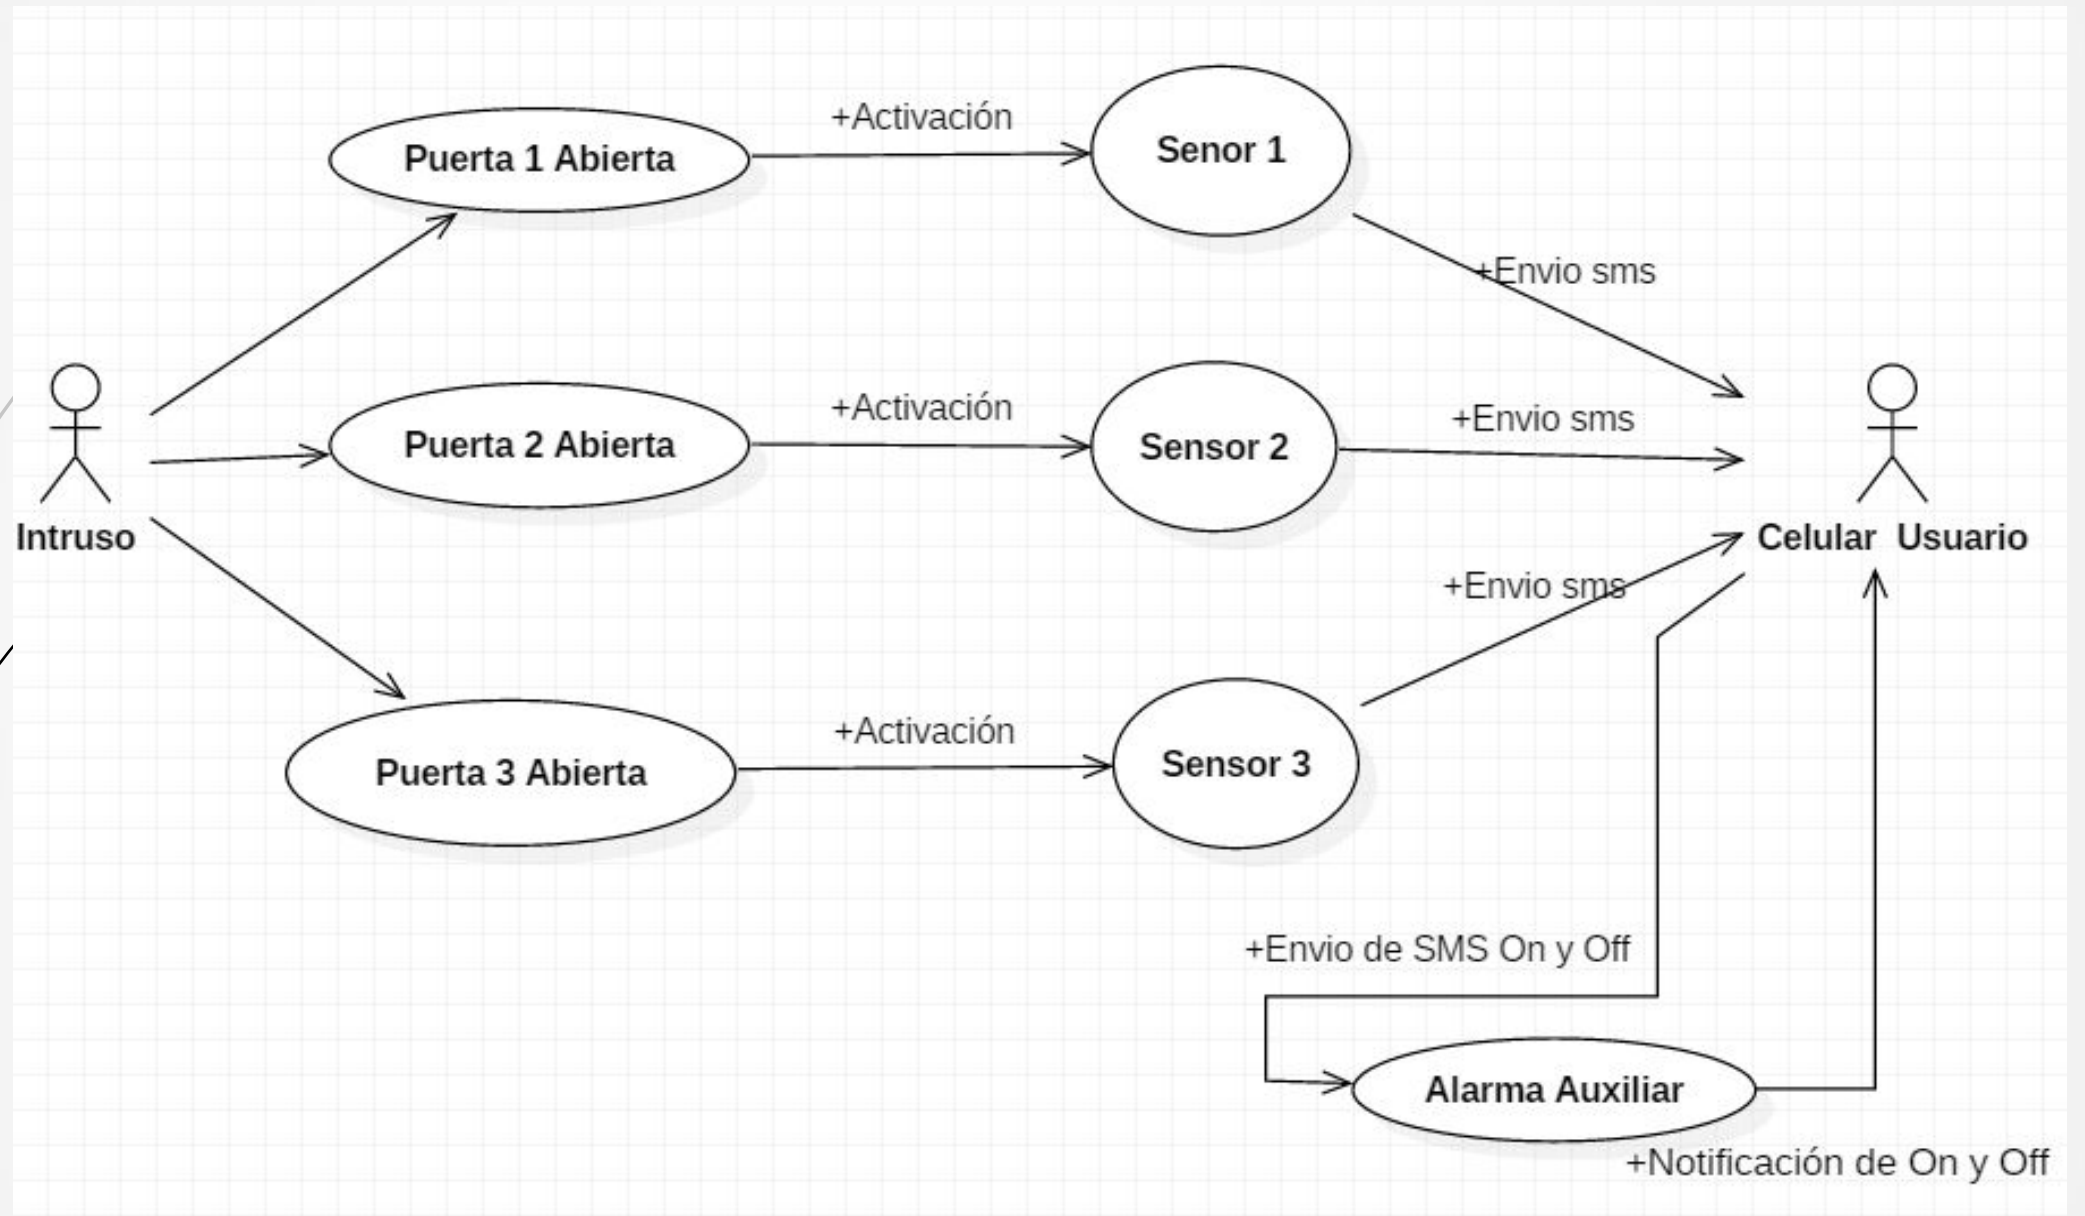 +Activación
Puerta 1 Abierta
Senor 1
+Envio sms
+Activación
+Envio sms
Puerta 2 Abierta
Sensor 2
Intruso
Celular  Usuario
+Envio sms
+Activación
Puerta 3 Abierta
Sensor 3
+Envio de SMS On y Off
Alarma Auxiliar
+Notificación de On y Off